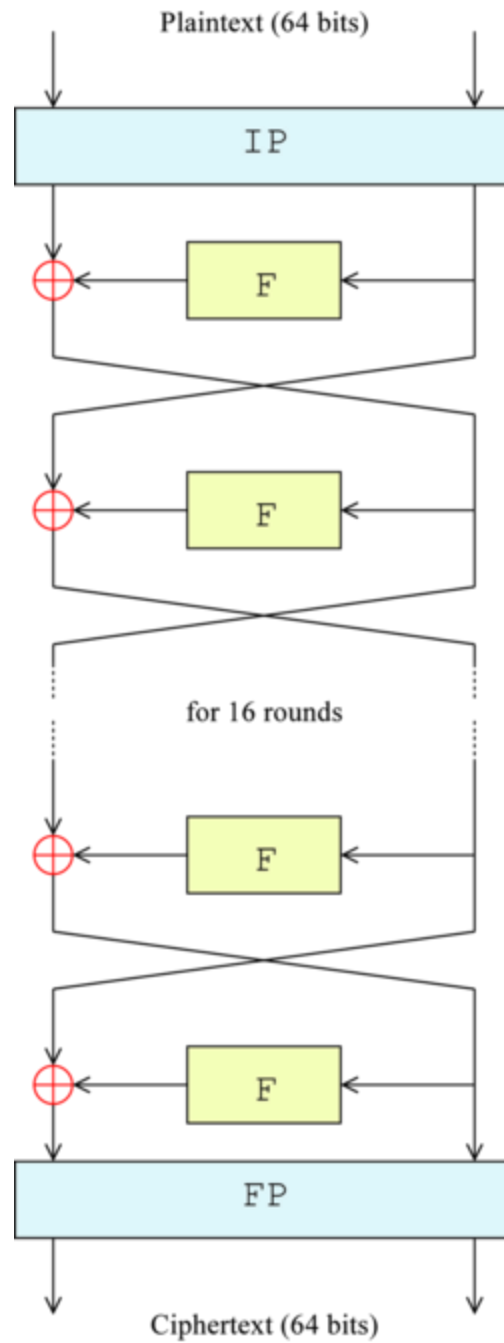 Plaintext (64 bits)
IP
F
F
for 16 rounds
F
F
FP
Ciphertext (64 bits)